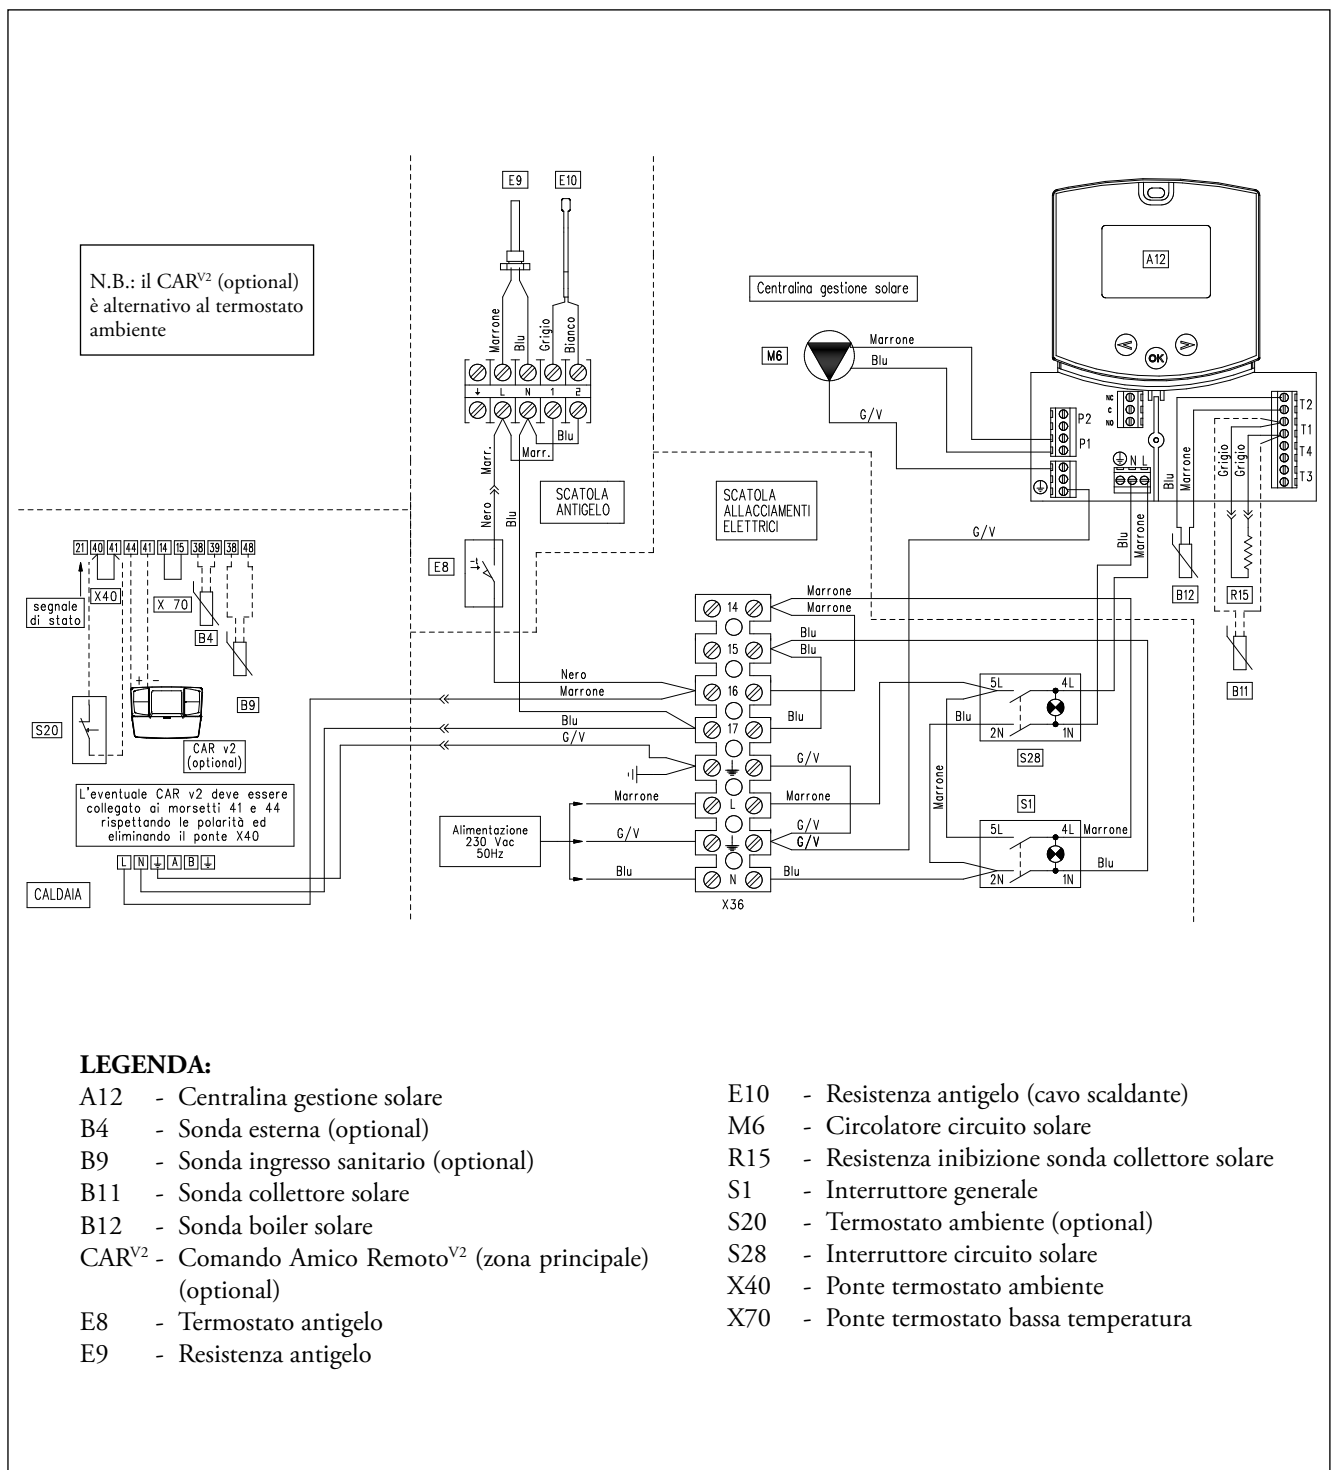 E9
E10
N.B.: il CARV2 (optional)
è alternativo al termostato
ambiente
A12
Centralina gestione solare
Marrone
Blu
Grigio
Bianco
M6
Marrone
Blu
G/V
OK
L
N
1
2
NC
C
NO
P2
P1
T2
T1
T4
T3
N L
Blu
Marr.
Marr.
Nero
Blu
SCATOLA
ANTIGELO
SCATOLA
ALLACCIAMENTI
ELETTRICI
G/V
Blu
Marrone
Blu
Marrone
Grigio
Grigio
E8
B12
R15
B11
21 40 41 44 41 14 15 38 39 38 48
segnale
di stato
X40
X 70
B4
B9
+ -
S20
CAR v2
(optional)
L'eventuale CAR v2 deve essere
collegato ai morsetti 41 e 44
rispettando le polarità ed
eliminando il ponte X40
L N A B
CALDAIA
14
Marrone
Marrone
15
Blu
Blu
Nero
Marrone
16
Blu
G/V
17
Blu
G/V
Marrone
L
Marrone
Alimentazione
230 Vac
50Hz
G/V
G/V
G/V
Blu
N
Blu
X36
5L
4L
Blu
2N
1N
S28
Marrone
S1
5L
4L
Marrone
2N
1N
Blu
LEGENDA:
A12 - Centralina gestione solare
B4 - Sonda esterna (optional)
B9 - Sonda ingresso sanitario (optional)
B11 - Sonda collettore solare
B12 - Sonda boiler solare
CARV2 - Comando Amico RemotoV2 (zona principale)
(optional)
E8 - Termostato antigelo
E9 - Resistenza antigelo
E10 - Resistenza antigelo (cavo scaldante)
M6 - Circolatore circuito solare
R15 - Resistenza inibizione sonda collettore solare
S1 - Interruttore generale
S20 - Termostato ambiente (optional)
S28 - Interruttore circuito solare
X40 - Ponte termostato ambiente
X70 - Ponte termostato bassa temperatura